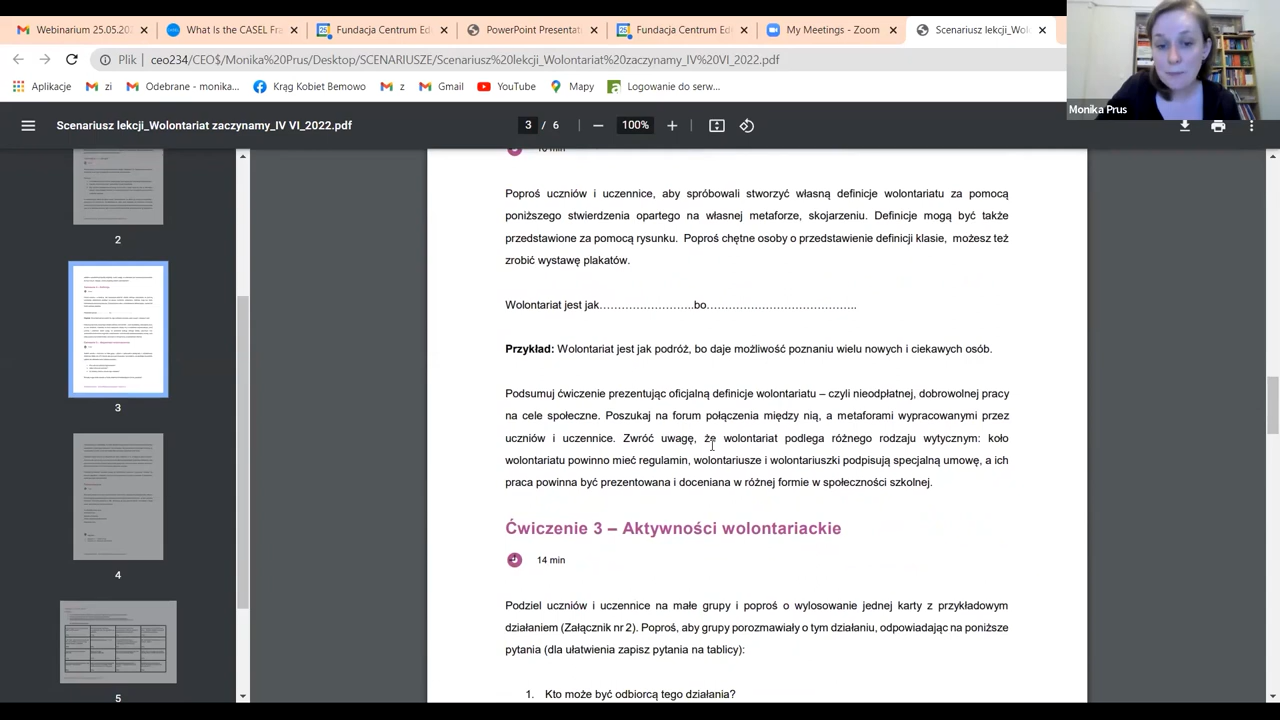 Webinarium 25.05.202
What Is the CASEL Fra
Fundacja Centrum Ed
PowerPoint Presentati
Fundacja Centrum Ed
My Meetings – Zoom
Scenariusz lekcji_Wol
Plik | ceo234/CEO$/Monika%20Prus/Desktop/SCENARIUSZE/Scenariusz%20lekcji_Wolontariat%20zaczynamy_IV%20VI_2022.pdf
Aplikacje zi Odebrane - monika... Krąg Kobiet Bemowo z Gmail YouTube Mapy Logowanie do serw...
Monika Prus
Scenariusz lekcji_Wolontariat zaczynamy_IV VI_2022.pdf
3 / 6 100%
2
3
4
5
Poproś uczniów i uczennice, aby spróbowali stworzyć własną definicje wolontariatu za pomocą
poniższego stwierdzenia opartego na własnej metaforze, skojarzeniu. Definicje mogą być także
przedstawione za pomocą rysunku. Poproś chętne osoby o przedstawienie definicji klasie, możesz też
zrobić wystawę plakatów.
Wolontariat jest jak……………………..bo…………………………………..
Przykład: Wolontariat jest jak podróż, bo daje możliwość poznaniu wielu nowych i ciekawych osób.
Podsumuj ćwiczenie prezentując oficjalną definicje wolontariatu – czyli nieodpłatnej, dobrowolnej pracy
na cele społeczne. Poszukaj na forum połączenia między nią, a metaforami wypracowanymi przez
uczniów i uczennice. Zwróć uwagę, że wolontariat podlega różnego rodzaju wytycznym: koło
wolontariatu powinno mieć regulamin, wolontariusze i wolontariuszki podpisują specjalną umowę, a ich
praca powinna być prezentowana i doceniana w różnej formie w społeczności szkolnej.
Ćwiczenie 3 – Aktywności wolontariackie
14 min
Podziel uczniów i uczennice na małe grupy i poproś o wylosowanie jednej karty z przykładowym
działaniem (Załącznik nr 2). Poproś, aby grupy porozmawiały o tym działaniu, odpowiadając na poniższe
pytania (dla ułatwienia zapisz pytania na tablicy):
1. Kto może być odbiorcą tego działania?